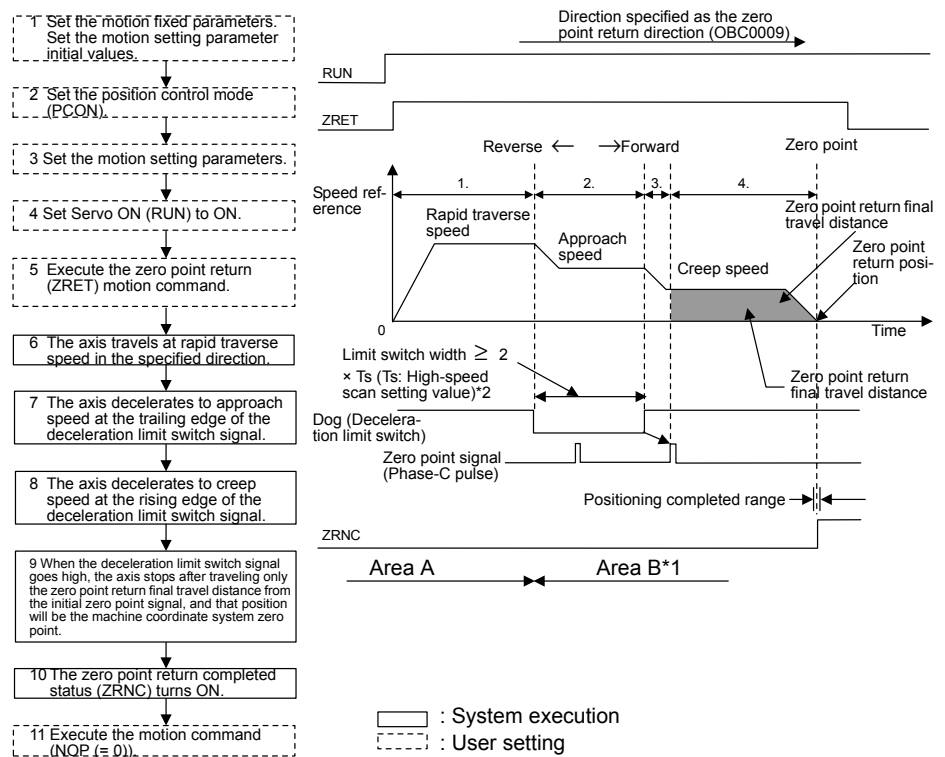 1 Set the motion fixed parameters.
Set the motion setting parameter
initial values.
2 Set the position control mode
(PCON).
3 Set the motion setting parameters.
4 Set Servo ON (RUN) to ON.
5 Execute the zero point return
(ZRET) motion command.
6 The axis travels at rapid traverse
speed in the specified direction.
7 The axis decelerates to approach
speed at the trailing edge of the
deceleration limit switch signal.
8 The axis decelerates to creep
speed at the rising edge of the
deceleration limit switch signal.
9 When the deceleration limit switch signal
goes high, the axis stops after traveling only
the zero point return final travel distance from
the initial zero point signal, and that position
will be the machine coordinate system zero
point.
10 The zero point return completed
status (ZRNC) turns ON.
11 Execute the motion command
(NOP (= 0)).
Direction specified as the zero
point return direction (OBC0009)
RUN
ZRET
Reverse ← →Forward
Zero point
Speed ref-
erence
1.
2.
3.
4.
Rapid traverse
speed
Approach
speed
Creep speed
Zero point return final
travel distance
Zero point
return posi-
tion
0
Time
Limit switch width ≥ 2
× Ts (Ts: High-speed
scan setting value)*2
Zero point return
final travel distance
Dog (Decelera-
tion limit switch)
Zero point signal
(Phase-C pulse)
Positioning completed range
ZRNC
Area A
Area B*1
: System execution
: User setting